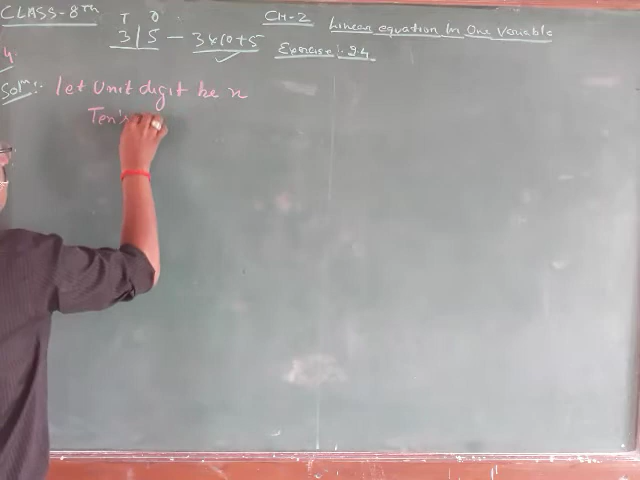 CLASS-8TH
T O
3|5 - 3×10+5
CH-2 Linear equation In One Variable
Exercise:- 2.4
4.
Solⁿ:- let Unit digit be x
Ten's